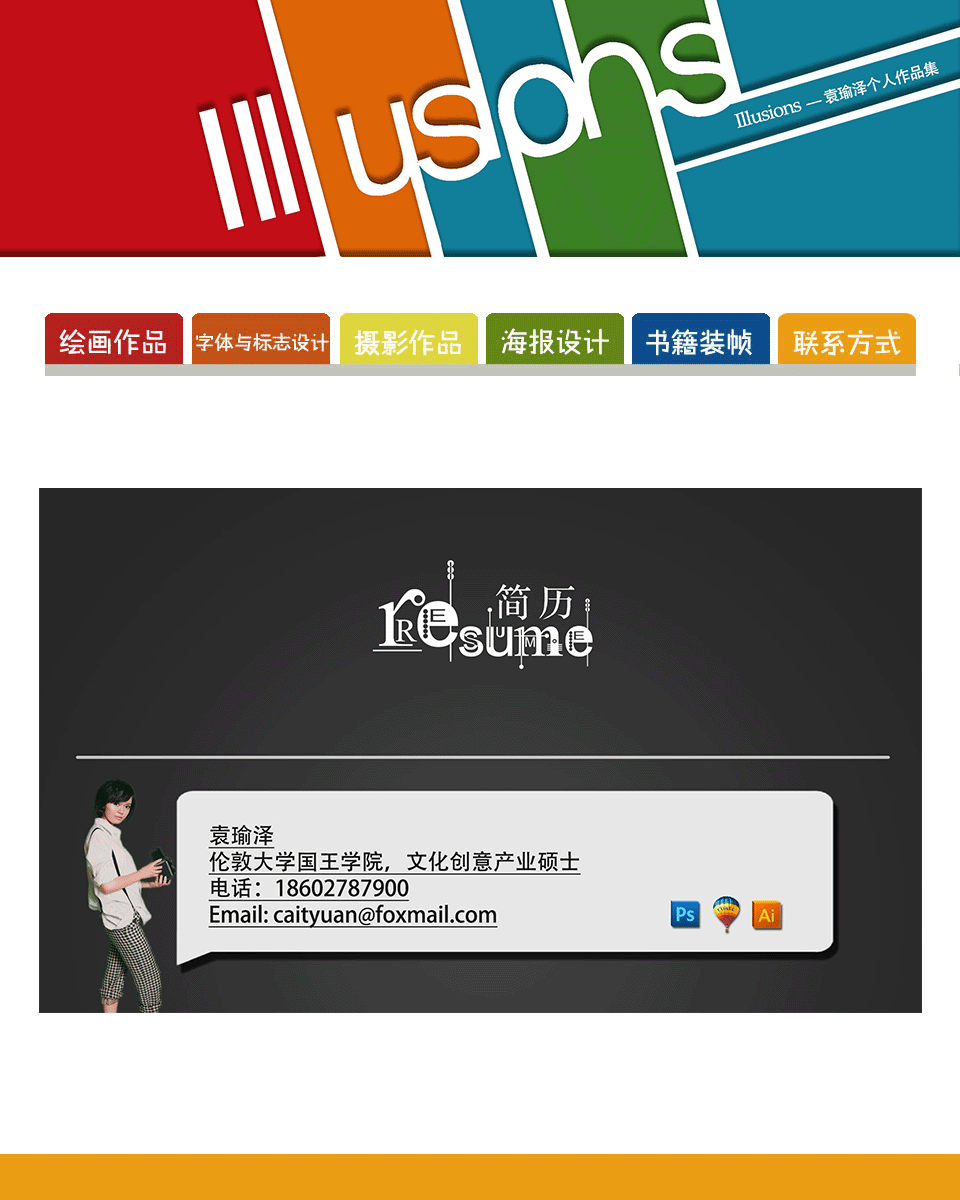 Illusions
Illusions — 袁瑜泽个人作品集
绘画作品
字体与标志设计
摄影作品
海报设计
书籍装帧
联系方式
简历
resume
RESUME
袁瑜泽
伦敦大学国王学院，文化创意产业硕士
电话：18602787900
Email: caityuan@foxmail.com
Ps
Ai